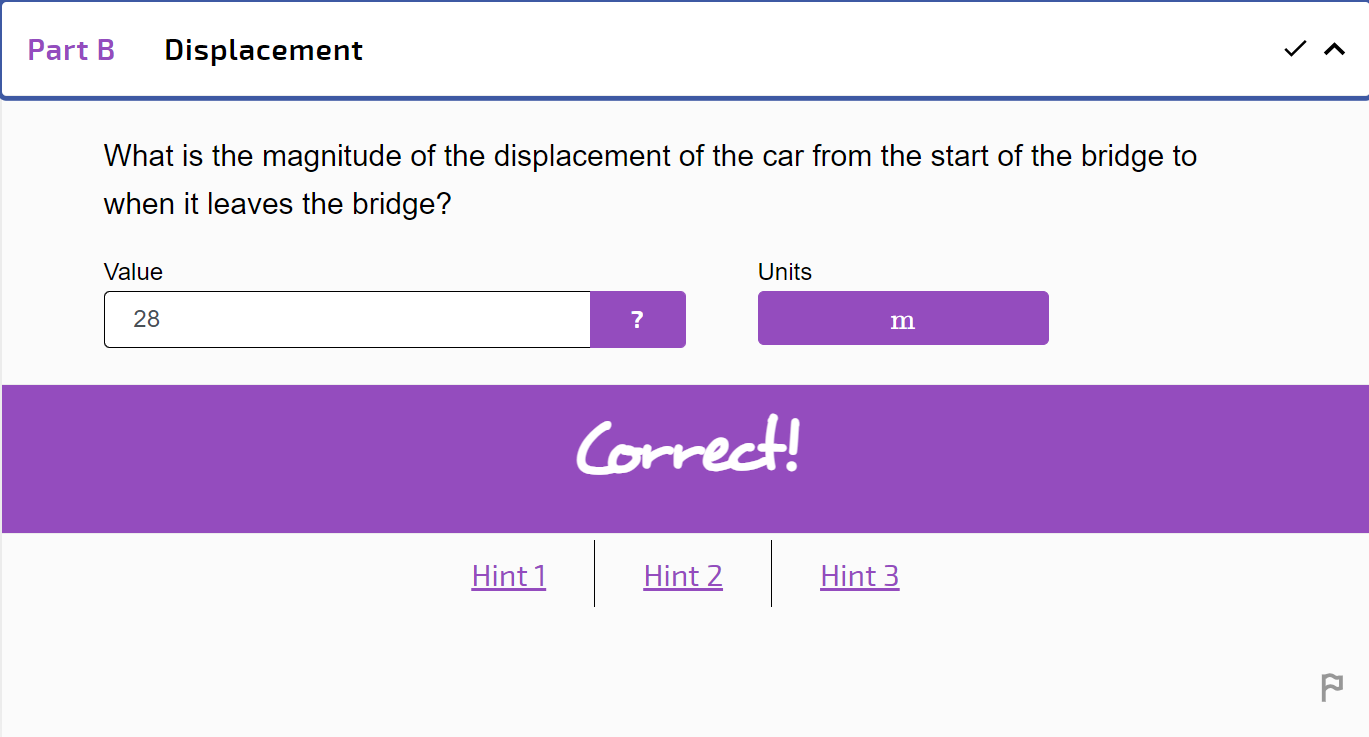 Part B Displacement
What is the magnitude of the displacement of the car from the start of the bridge to
when it leaves the bridge?
Value Units
28 ? m
Correct!
Hint 1 Hint 2 Hint 3